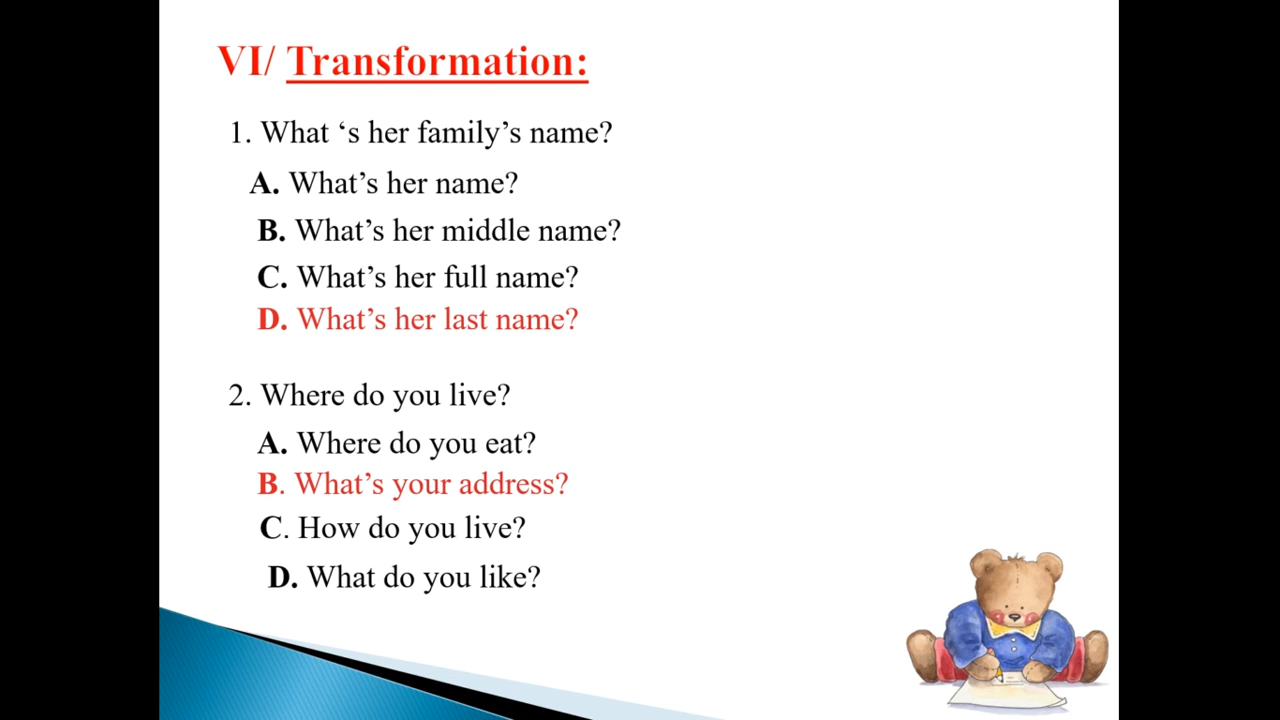 VI/ Transformation:
1. What ‘s her family’s name?
A. What’s her name?
B. What’s her middle name?
C. What’s her full name?
D. What’s her last name?
2. Where do you live?
A. Where do you eat?
B. What’s your address?
C. How do you live?
D. What do you like?